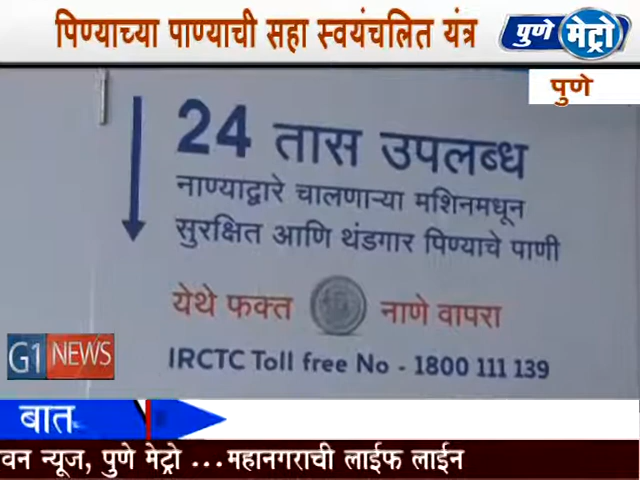 पिण्याच्या पाण्याची सहा स्वयंचलित यंत्र
पुणे मेट्रो
पुणे
24 तास उपलब्ध
नाण्याद्वारे चालणाऱ्या मशिनमधून
सुरक्षित आणि थंडगार पिण्याचे पाणी
येथे फक्त नाणे वापरा
IRCTC Toll free No - 1800 111 139
G1 NEWS
बात
वन न्यूज, पुणे मेट्रो ...महानगराची लाईफ लाईन